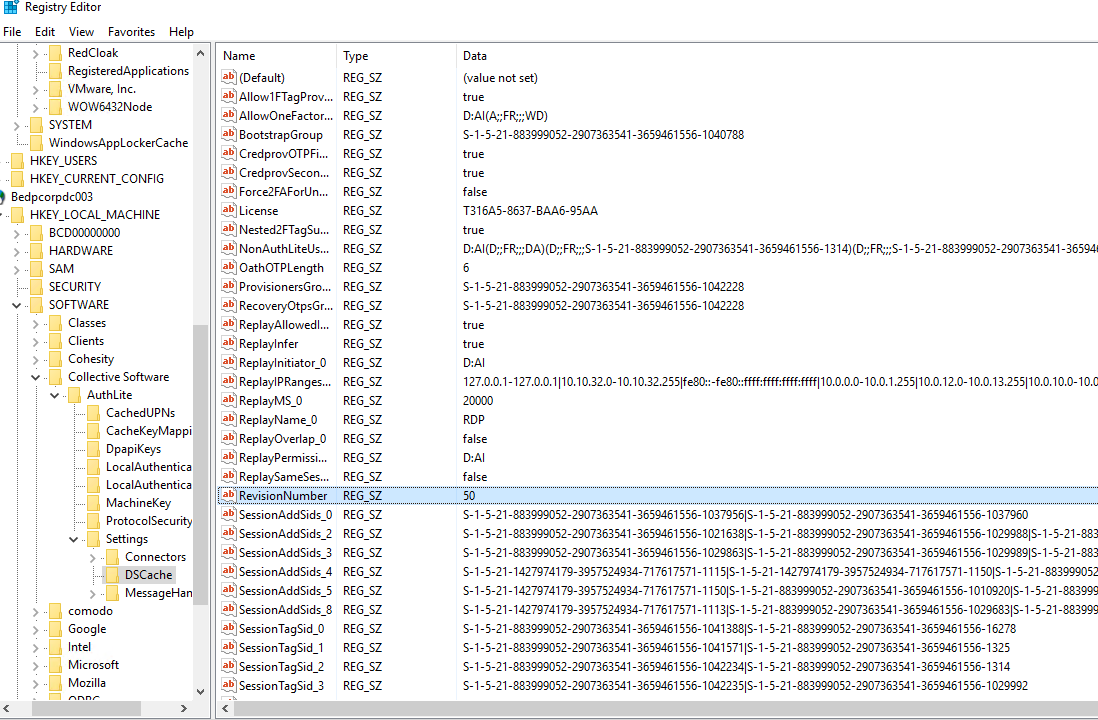 Registry Editor
File Edit View Favorites Help
RedCloak
RegisteredApplications
VMware, Inc.
WOW6432Node
SYSTEM
WindowsAppLockerCache
HKEY_USERS
HKEY_CURRENT_CONFIG
Bedpcorpdc003
HKEY_LOCAL_MACHINE
BCD00000000
HARDWARE
SAM
SECURITY
SOFTWARE
Classes
Clients
Cohesity
Collective Software
AuthLite
CachedUPNs
CacheKeyMappi
DpapiKeys
LocalAuthentica
LocalAuthentica
MachineKey
ProtocolSecurity
Settings
Connectors
DSCache
MessageHan
comodo
Google
Intel
Microsoft
Mozilla
ODBC
Name Type Data
(Default) REG_SZ (value not set)
Allow1FTagProv... REG_SZ true
AllowOneFactor... REG_SZ D:AI(A;;FR;;;WD)
BootstrapGroup REG_SZ S-1-5-21-883999052-2907363541-3659461556-1040788
CredprovOTPFi... REG_SZ true
CredprovSecon... REG_SZ true
Force2FAForUn... REG_SZ false
License REG_SZ T316A5-8637-BAA6-95AA
Nested2FTagSu... REG_SZ true
NonAuthLiteUs... REG_SZ D:AI(D;;FR;;;DA)(D;;FR;;;S-1-5-21-883999052-2907363541-3659461556-1314)(D;;FR;;;S-1-5-21-883999052-2907363541-365946
OathOTPLength REG_SZ 6
ProvisionersGro... REG_SZ S-1-5-21-883999052-2907363541-3659461556-1042228
RecoveryOtpsGr... REG_SZ S-1-5-21-883999052-2907363541-3659461556-1042228
ReplayAllowedI... REG_SZ true
ReplayInfer REG_SZ true
ReplayInitiator_0 REG_SZ D:AI
ReplayIPRanges... REG_SZ 127.0.0.1-127.0.0.1|10.10.32.0-10.10.32.255|fe80::-fe80::ffff:ffff:ffff:ffff|10.0.0.0-10.0.1.255|10.0.12.0-10.0.13.255|10.0.10.0-10.0
ReplayMS_0 REG_SZ 20000
ReplayName_0 REG_SZ RDP
ReplayOverlap_0 REG_SZ false
ReplayPermissi... REG_SZ D:AI
ReplaySameSes... REG_SZ false
RevisionNumber REG_SZ 50
SessionAddSids_0 REG_SZ S-1-5-21-883999052-2907363541-3659461556-1037956|S-1-5-21-883999052-2907363541-3659461556-1037960
SessionAddSids_2 REG_SZ S-1-5-21-883999052-2907363541-3659461556-1021638|S-1-5-21-883999052-2907363541-3659461556-1029988|S-1-5-21-883
SessionAddSids_3 REG_SZ S-1-5-21-883999052-2907363541-3659461556-1029863|S-1-5-21-883999052-2907363541-3659461556-1029989|S-1-5-21-883
SessionAddSids_4 REG_SZ S-1-5-21-1427974179-3957524934-717617571-1115|S-1-5-21-1427974179-3957524934-717617571-1150|S-1-5-21-883999052
SessionAddSids_5 REG_SZ S-1-5-21-1427974179-3957524934-717617571-1150|S-1-5-21-883999052-2907363541-3659461556-1010920|S-1-5-21-883999
SessionAddSids_8 REG_SZ S-1-5-21-1427974179-3957524934-717617571-1113|S-1-5-21-883999052-2907363541-3659461556-1029683|S-1-5-21-883999
SessionTagSid_0 REG_SZ S-1-5-21-883999052-2907363541-3659461556-1041388|S-1-5-21-883999052-2907363541-3659461556-16278
SessionTagSid_1 REG_SZ S-1-5-21-883999052-2907363541-3659461556-1041571|S-1-5-21-883999052-2907363541-3659461556-1325
SessionTagSid_2 REG_SZ S-1-5-21-883999052-2907363541-3659461556-1042234|S-1-5-21-883999052-2907363541-3659461556-1314
SessionTagSid_3 REG_SZ S-1-5-21-883999052-2907363541-3659461556-1042235|S-1-5-21-883999052-2907363541-3659461556-1029992